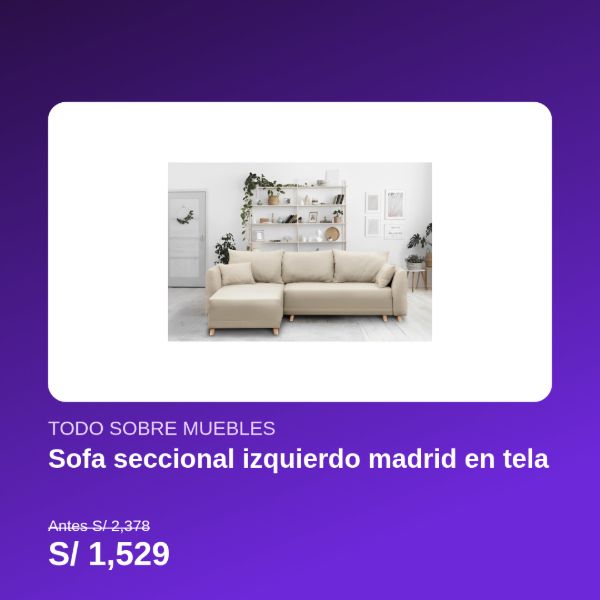 TODO SOBRE MUEBLES
Sofa seccional izquierdo madrid en tela
Antes S/ 2,378
S/ 1,529